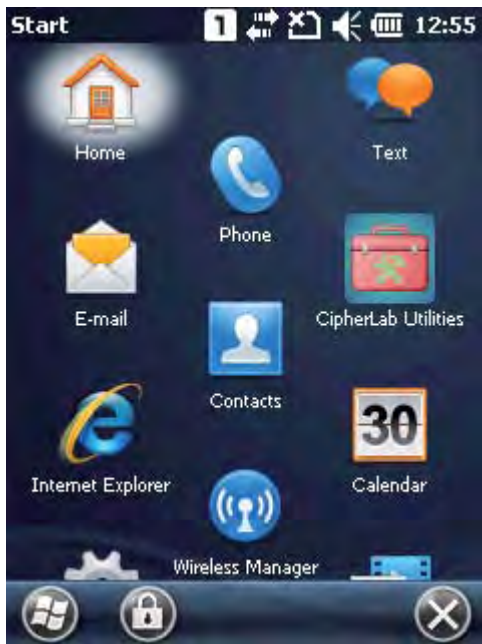 Start 1 12:55
Home
Text
Phone
E-mail
CipherLab Utilities
Contacts
30
Internet Explorer
Calendar
Wireless Manager